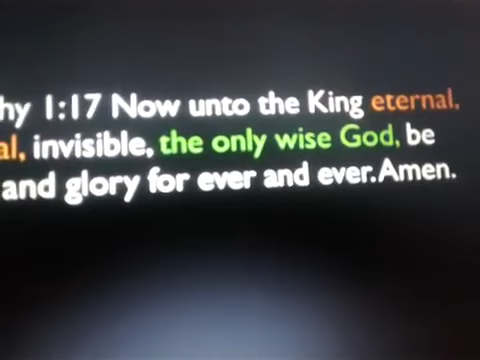 hy 1:17 Now unto the King eternal,
al, invisible, the only wise God, be
and glory for ever and ever.Amen.